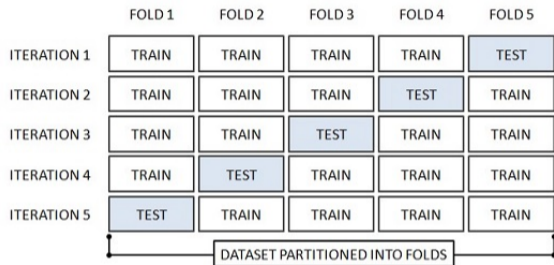 FOLD 1 FOLD 2 FOLD 3 FOLD 4 FOLD 5
ITERATION 1 TRAIN TRAIN TRAIN TRAIN TEST
ITERATION 2 TRAIN TRAIN TRAIN TEST TRAIN
ITERATION 3 TRAIN TRAIN TEST TRAIN TRAIN
ITERATION 4 TRAIN TEST TRAIN TRAIN TRAIN
ITERATION 5 TEST TRAIN TRAIN TRAIN TRAIN
DATASET PARTITIONED INTO FOLDS